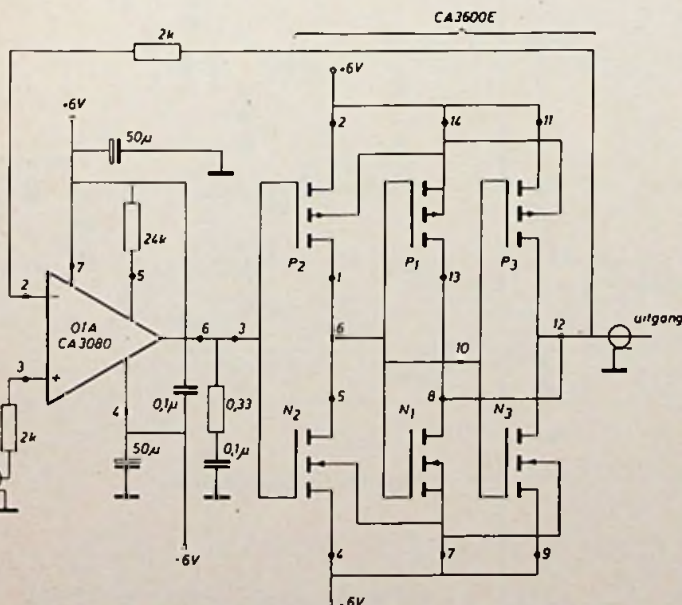 CA3600E
2k
+6V
+6V
50μ
2
14
11
24k
7
5
P2
P1
P3
1
13
2
-
OTA
CA3080
6
3
6
12
uitgang
10
3
+
4
0,1μ
0,33
5
8
N2
N1
N3
2k
50μ
0,1μ
-6V
4
7
9
-6V